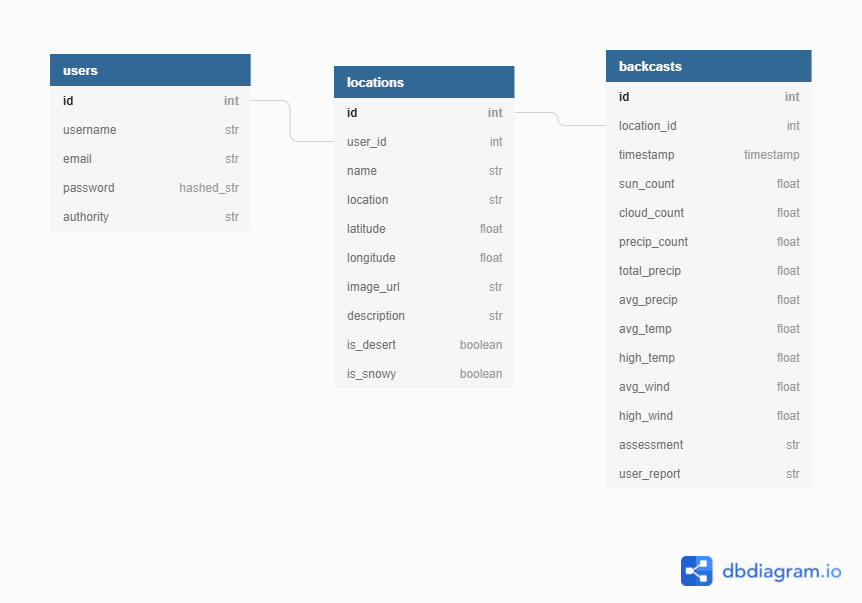 users
id int
username str
email str
password hashed_str
authority str
locations
id int
user_id int
name str
location str
latitude float
longitude float
image_url str
description str
is_desert boolean
is_snowy boolean
backcasts
id int
location_id int
timestamp timestamp
sun_count float
cloud_count float
precip_count float
total_precip float
avg_precip float
avg_temp float
high_temp float
avg_wind float
high_wind float
assessment str
user_report str
dbdiagram.io